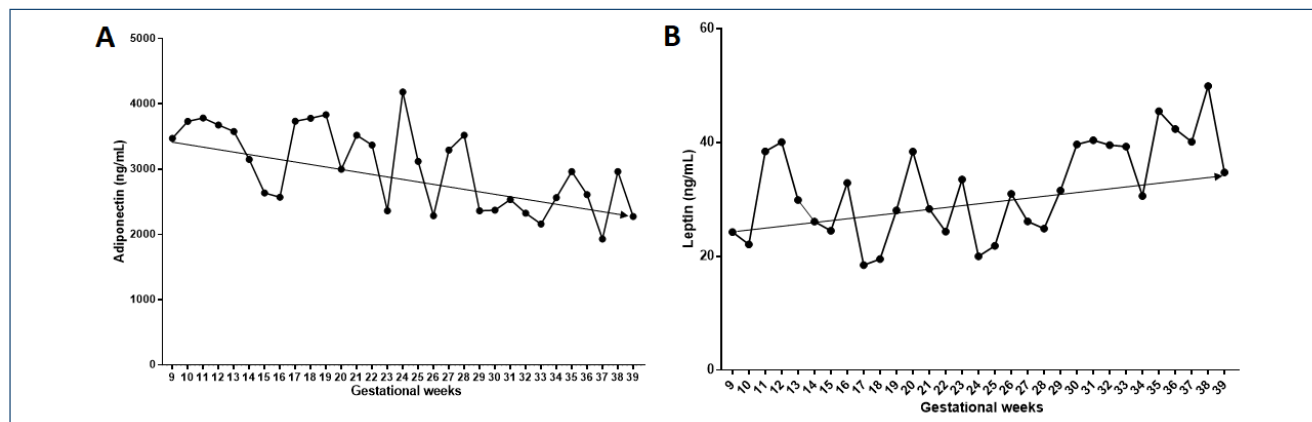 A
Adiponectin (ng/mL)
5000
4000
3000
2000
1000
0
9 10 11 12 13 14 15 16 17 18 19 20 21 22 23 24 25 26 27 28 29 30 31 32 33 34 35 36 37 38 39
Gestational weeks
B
Leptin (ng/mL)
60
40
20
0
9 10 11 12 13 14 15 16 17 18 19 20 21 22 23 24 25 26 27 28 29 30 31 32 33 34 35 36 37 38 39
Gestational weeks